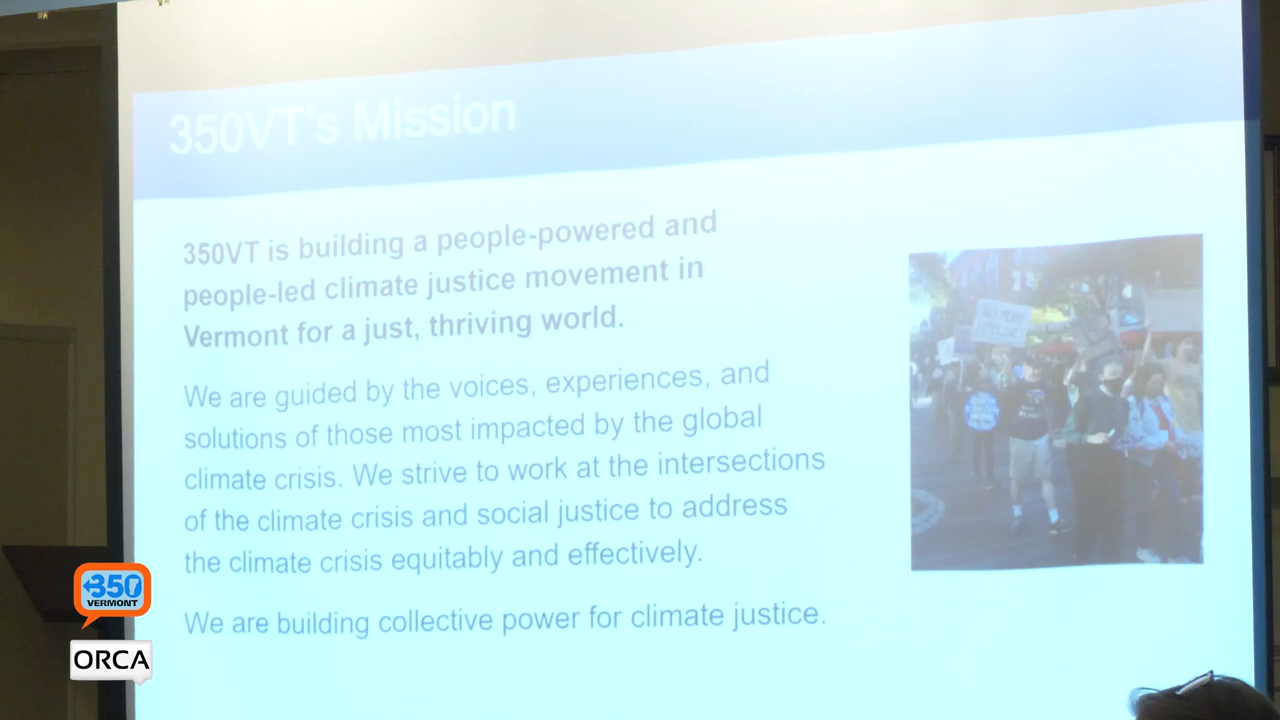 350VT's Mission
350VT is building a people-powered and
people-led climate justice movement in
Vermont for a just, thriving world.
We are guided by the voices, experiences, and
solutions of those most impacted by the global
climate crisis. We strive to work at the intersections
of the climate crisis and social justice to address
the climate crisis equitably and effectively.
We are building collective power for climate justice.
NO MORE
PIPELINE
350
VERMONT
ORCA